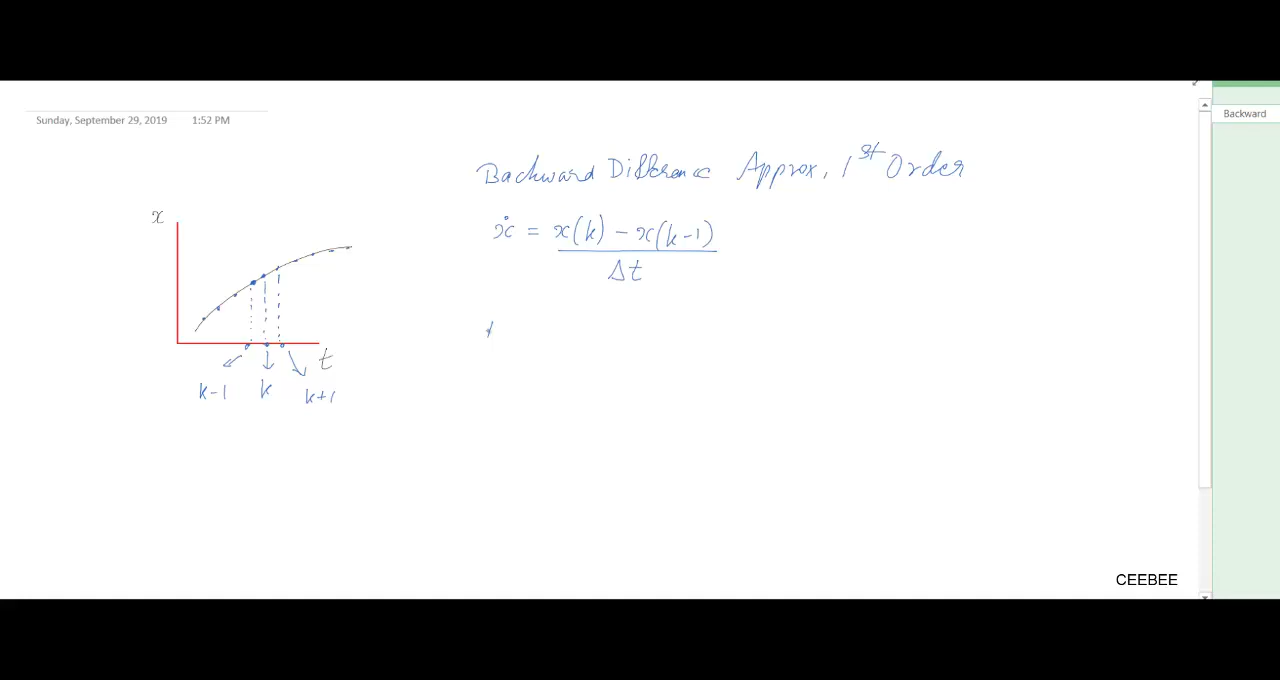 Sunday, September 29, 2019 1:52 PM
Backward
Backward Difference Approx, 1st Order
ẋ = x(k) - x(k-1)
Δt
x
t
k-1 k k+1
CEEBEE